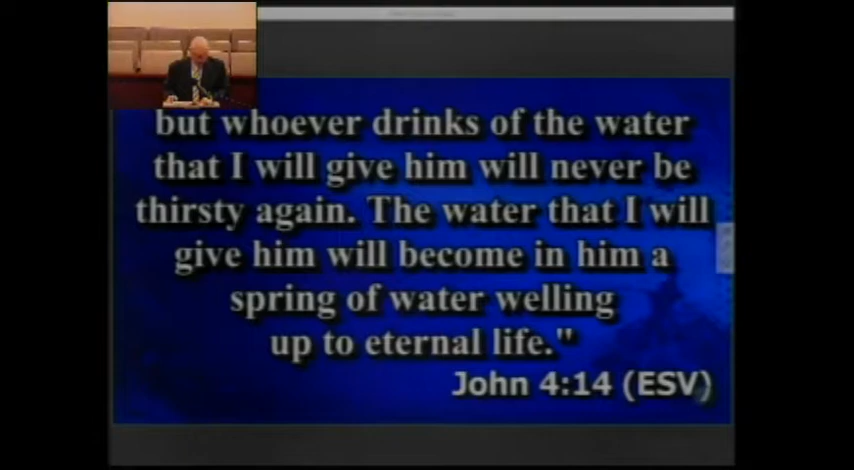 but whoever drinks of the water
that I will give him will never be
thirsty again. The water that I will
give him will become in him a
spring of water welling
up to eternal life."
John 4:14 (ESV)